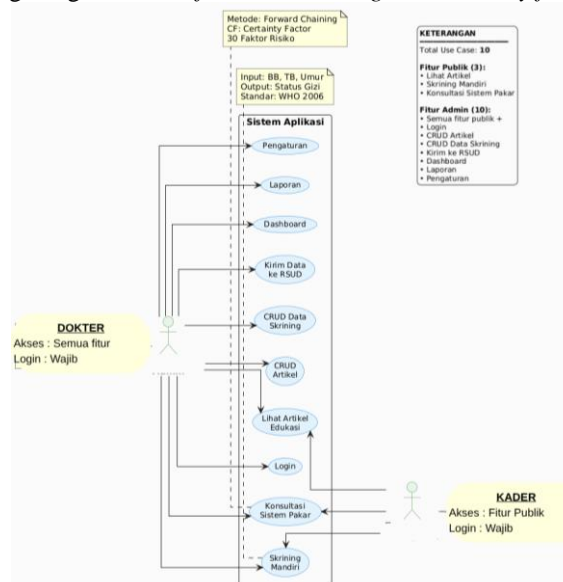 Metode: Forward Chaining
CF: Certainty Factor
30 Faktor Risiko
KETERANGAN
Total Use Case: 10
Fitur Publik (3):
• Lihat Artikel
• Skrining Mandiri
• Konsultasi Sistem Pakar
Fitur Admin (10):
• Semua fitur publik +
• Login
• CRUD Artikel
• CRUD Data Skrining
• Kirim ke RSUD
• Dashboard
• Laporan
• Pengaturan
Input: BB, TB, Umur
Output: Status Gizi
Standar: WHO 2006
Sistem Aplikasi
Pengaturan
Laporan
Dashboard
Kirim Data
ke RSUD
CRUD Data
Skrining
DOKTER
Akses : Semua fitur
Login : Wajib
CRUD
Artikel
Lihat Artikel
Edukasi
Login
Konsultasi
Sistem Pakar
KADER
Akses : Fitur Publik
Login : Wajib
Skrining
Mandiri